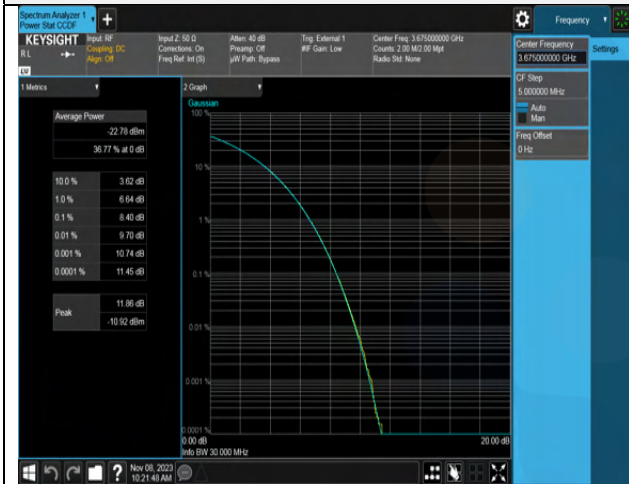 Spectrum Analyzer 1
Power Stat CCDF
Frequency
KEYSIGHT
R L
LV
Input: RF
Coupling: DC
Align: Off
Input Z: 50 Ω
Corrections: On
Freq Ref: Int (S)
Atten: 40 dB
Preamp: Off
µW Path: Bypass
Trig: External 1
#IF Gain: Low
Center Freq: 3.675000000 GHz
Counts: 2.00 M/2.00 Mpt
Radio Std: None
Center Frequency
3.675000000 GHz
Settings
CF Step
5.000000 MHz
Auto
Man
Freq Offset
0 Hz
1 Metrics
Average Power
-22.78 dBm
36.77 % at 0 dB
10.0 % 3.62 dB
1.0 % 6.64 dB
0.1 % 8.40 dB
0.01 % 9.70 dB
0.001 % 10.74 dB
0.0001 % 11.45 dB
Peak
11.86 dB
-10.92 dBm
2 Graph
Gaussian
100 %
10 %
1 %
0.1 %
0.01 %
0.001 %
0.0001 %
0.00 dB
20.00 dB
Info BW 30.000 MHz
Nov 08, 2023
10:21:48 AM